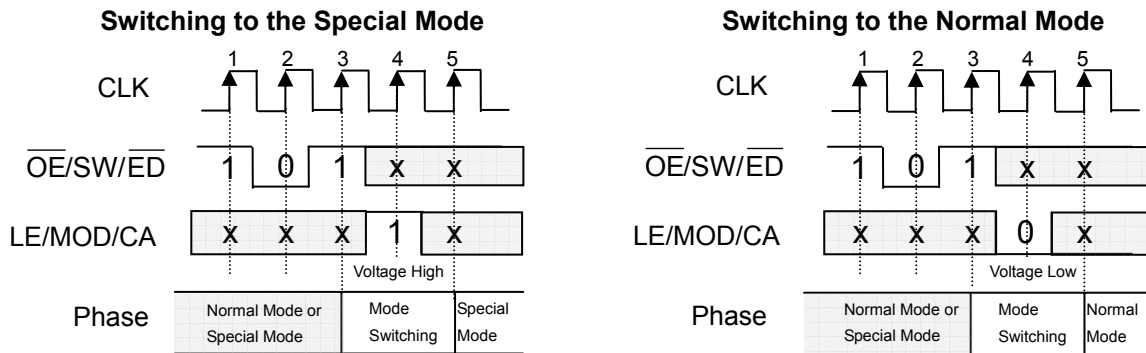 Switching to the Special Mode
1 2 3 4 5
CLK
OE/SW/ED
1 0 1 x x
LE/MOD/CA
x x x 1 x
Voltage High
Phase
Normal Mode or
Special Mode
Mode
Switching
Special
Mode
Switching to the Normal Mode
1 2 3 4 5
CLK
OE/SW/ED
1 0 1 x x
LE/MOD/CA
x x x 0 x
Voltage Low
Phase
Normal Mode or
Special Mode
Mode
Switching
Normal
Mode